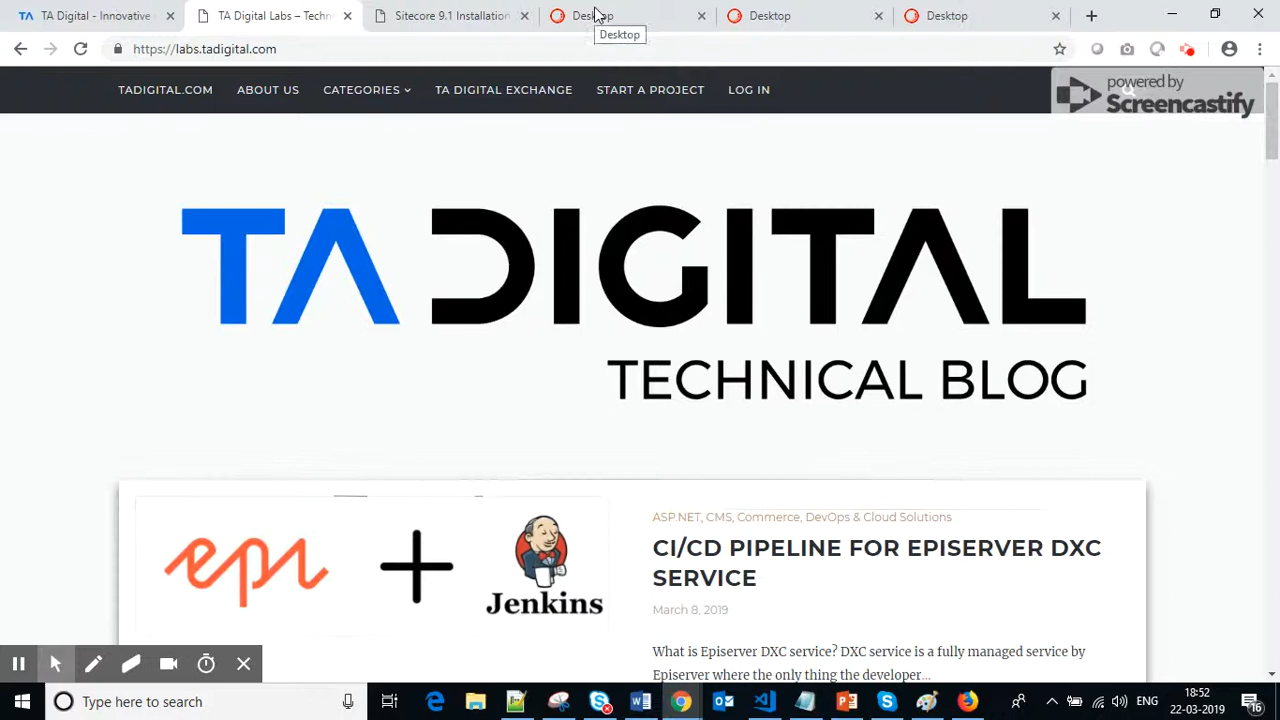 TA Digital - Innovative
TA Digital Labs – Techn
Sitecore 9.1 Installation
Desktop
Desktop
Desktop
Desktop
https://labs.tadigital.com
TADIGITAL.COM
ABOUT US
CATEGORIES
TA DIGITAL EXCHANGE
START A PROJECT
LOG IN
powered by
Screencastify
TA DIGITAL
TECHNICAL BLOG
epi
Jenkins
ASP.NET, CMS, Commerce, DevOps & Cloud Solutions
CI/CD PIPELINE FOR EPISERVER DXC
SERVICE
March 8, 2019
What is Episerver DXC service? DXC service is a fully managed service by
Episerver where the only thing the developer...
Type here to search
ENG
18:52
22-03-2019
16